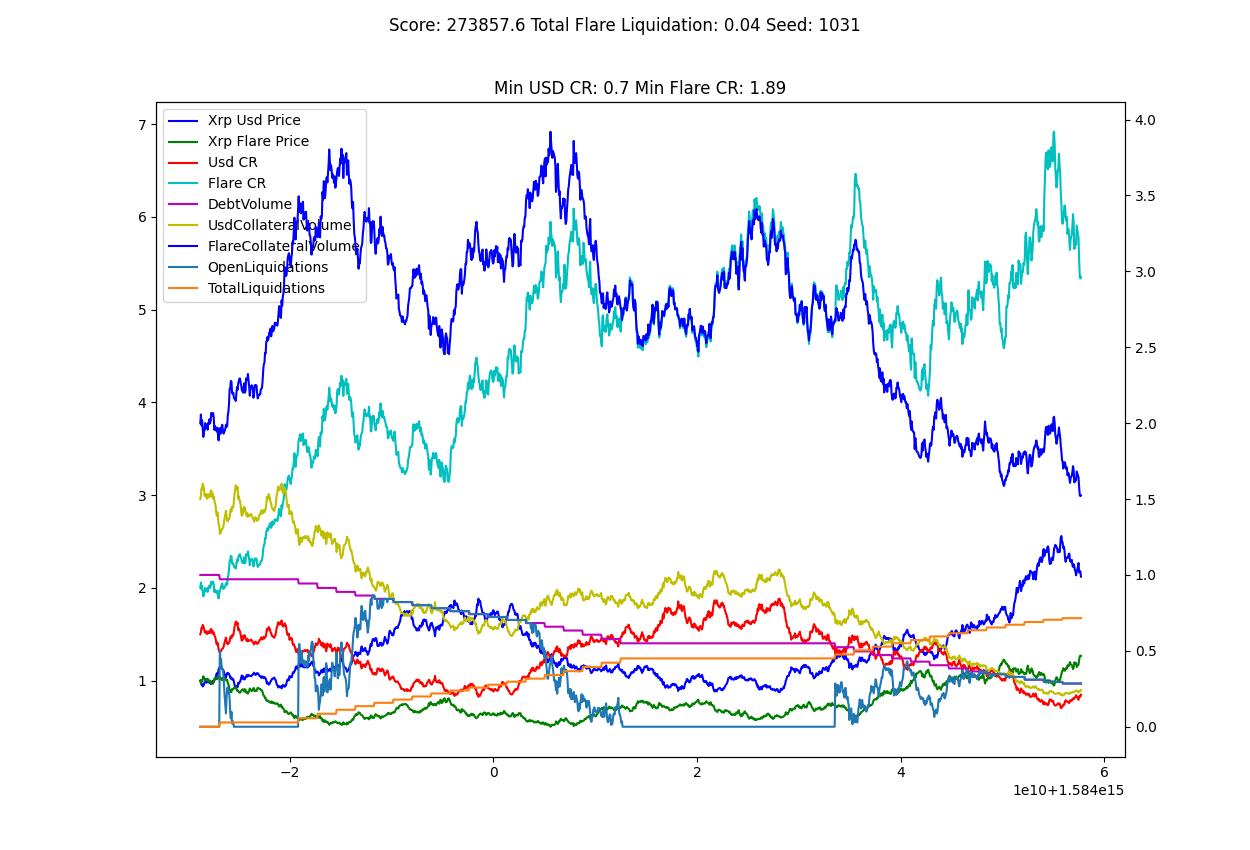 Score: 273857.6 Total Flare Liquidation: 0.04 Seed: 1031
Min USD CR: 0.7 Min Flare CR: 1.89
Xrp Usd Price
Xrp Flare Price
Usd CR
Flare CR
DebtVolume
UsdCollateralVolume
FlareCollateralVolume
OpenLiquidations
TotalLiquidations
7
6
5
4
3
2
1
4.0
3.5
3.0
2.5
2.0
1.5
1.0
0.5
0.0
−2 0 2 4 6
1e10+1.584e15